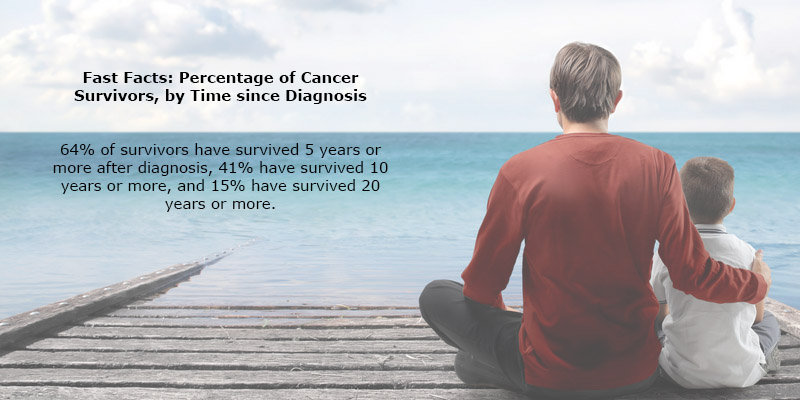 Fast Facts: Percentage of Cancer
Survivors, by Time since Diagnosis
64% of survivors have survived 5 years or
more after diagnosis, 41% have survived 10
years or more, and 15% have survived 20
years or more.